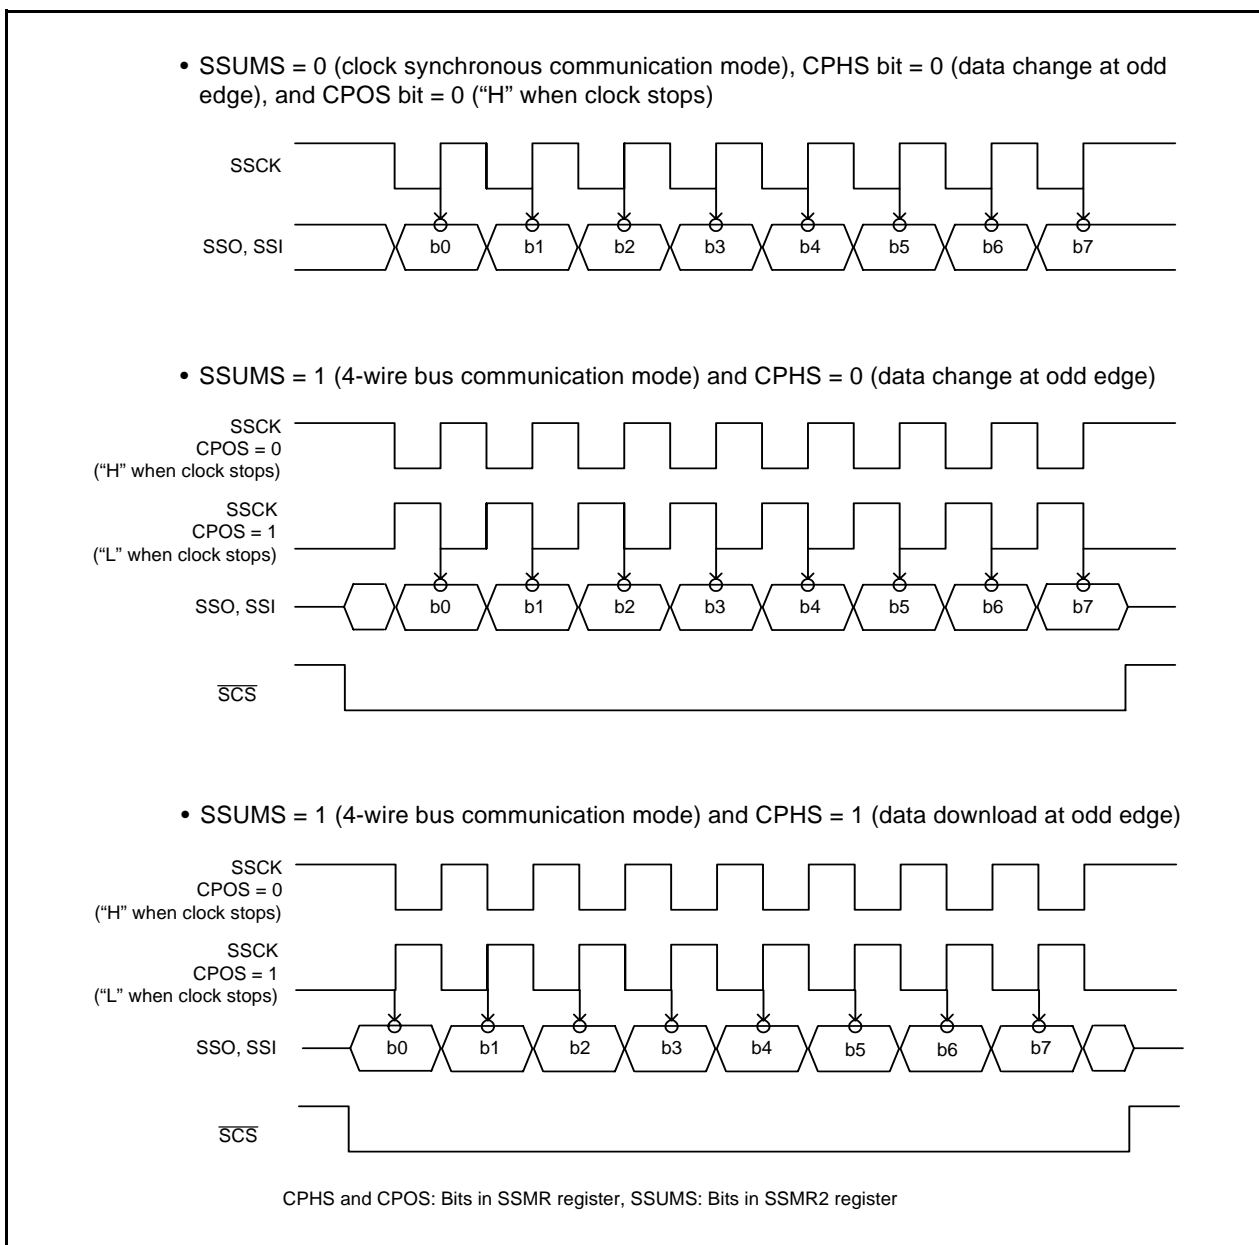 • SSUMS = 0 (clock synchronous communication mode), CPHS bit = 0 (data change at odd
edge), and CPOS bit = 0 (“H” when clock stops)
SSCK
SSO, SSI
b0 b1 b2 b3 b4 b5 b6 b7
• SSUMS = 1 (4-wire bus communication mode) and CPHS = 0 (data change at odd edge)
SSCK
CPOS = 0
(“H” when clock stops)
SSCK
CPOS = 1
(“L” when clock stops)
SSO, SSI
b0 b1 b2 b3 b4 b5 b6 b7
SCS
• SSUMS = 1 (4-wire bus communication mode) and CPHS = 1 (data download at odd edge)
SSCK
CPOS = 0
(“H” when clock stops)
SSCK
CPOS = 1
(“L” when clock stops)
SSO, SSI
b0 b1 b2 b3 b4 b5 b6 b7
SCS
CPHS and CPOS: Bits in SSMR register, SSUMS: Bits in SSMR2 register